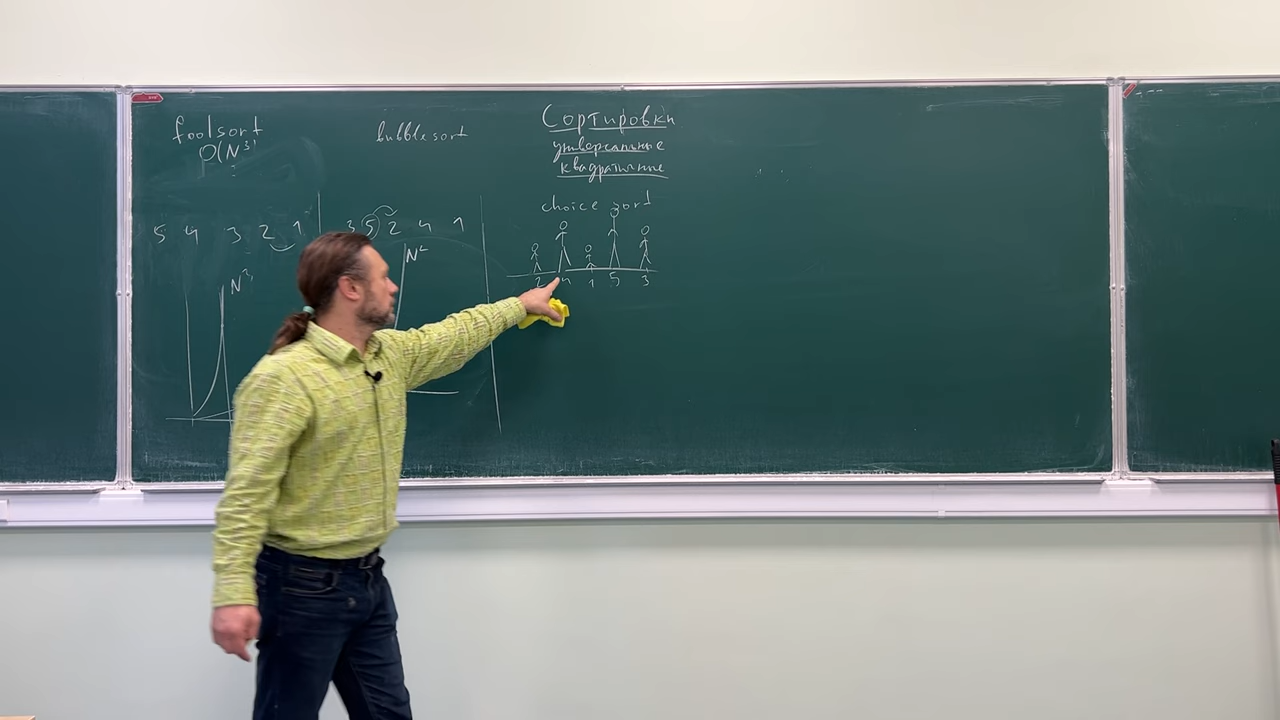 foolsort
O(N³)
5 4 3 2 1
N³
bubble sort
3 5 2 4 1
N²
Сортировки
универсальные
квадратичные
choice sort
2 4 1 5 3